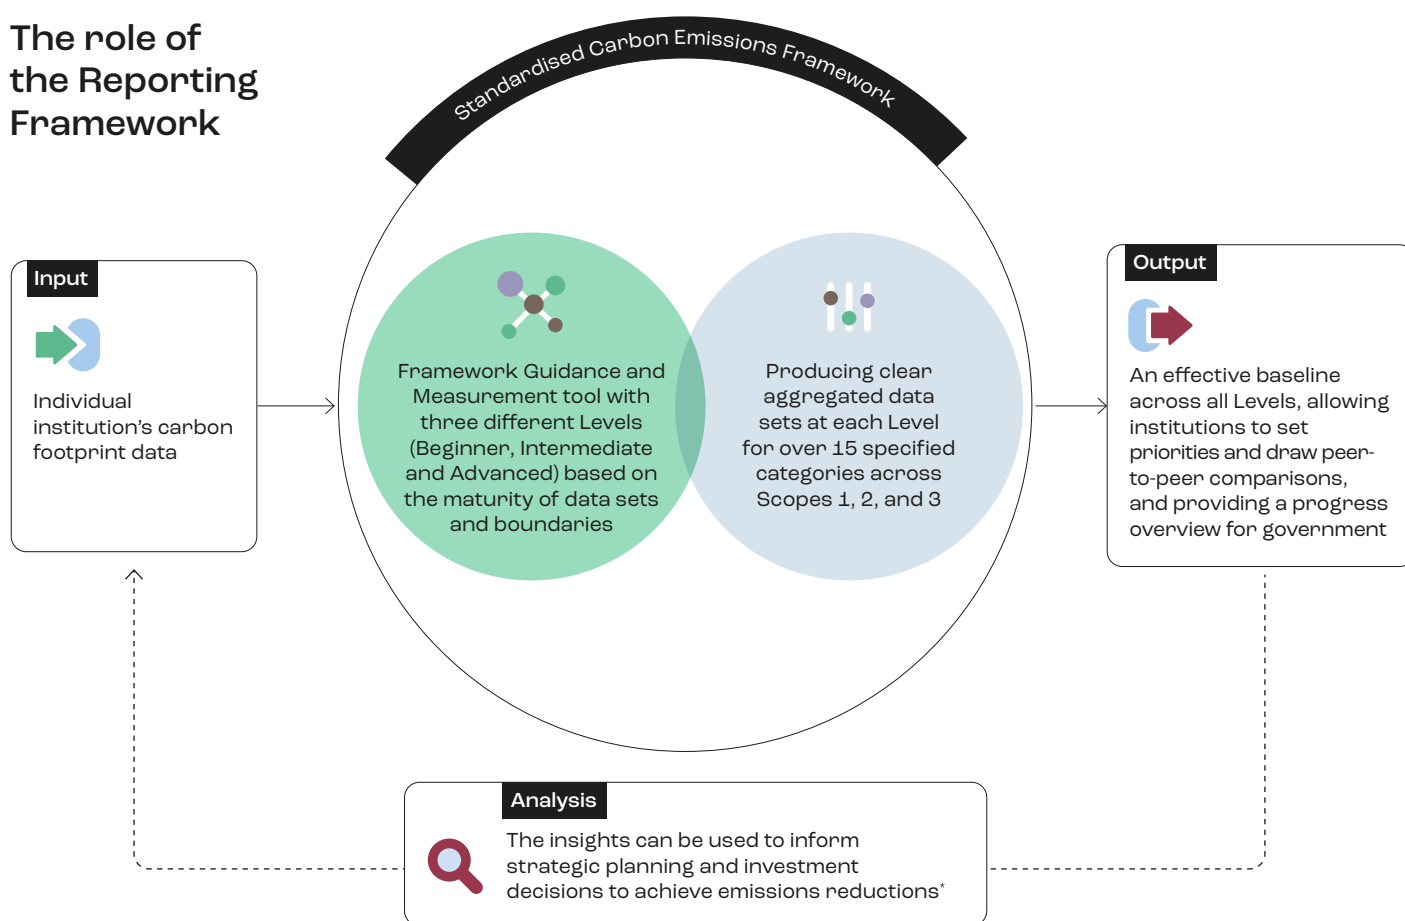 The role of
the Reporting
Framework
Standardised Carbon Emissions Framework
Input
Individual
institution’s carbon
footprint data
Framework Guidance and
Measurement tool with
three different Levels
(Beginner, Intermediate
and Advanced) based on
the maturity of data sets
and boundaries
Producing clear
aggregated data
sets at each Level
for over 15 specified
categories across
Scopes 1, 2, and 3
Output
An effective baseline
across all Levels, allowing
institutions to set
priorities and draw peer-
to-peer comparisons,
and providing a progress
overview for government
Analysis
The insights can be used to inform
strategic planning and investment
decisions to achieve emissions reductions*